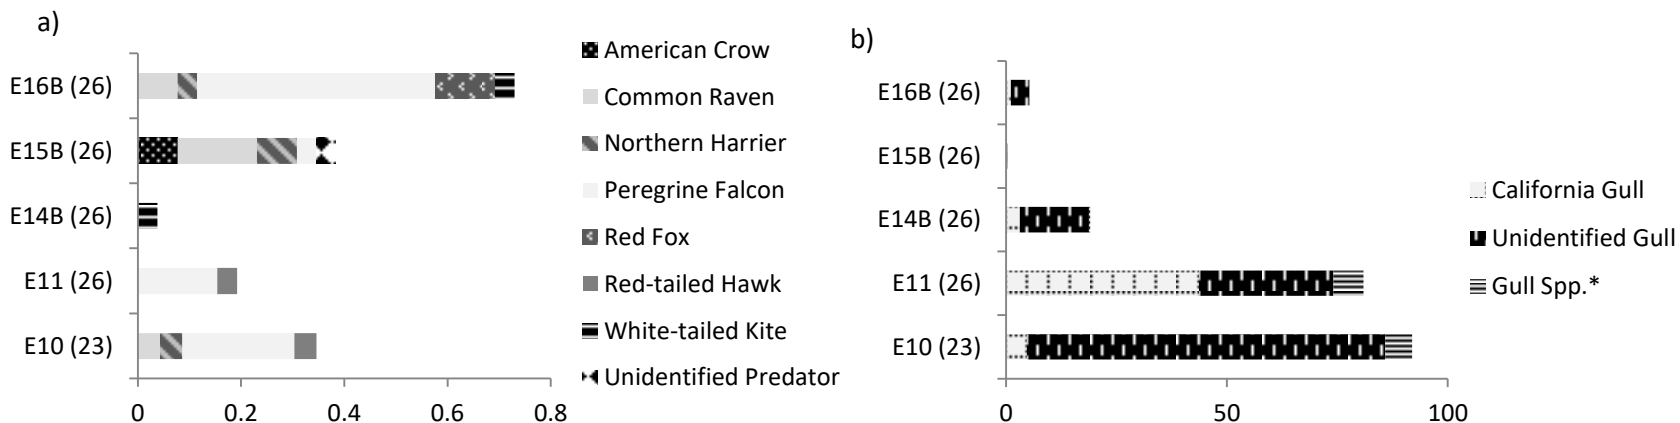 a)
E16B (26)
E15B (26)
E14B (26)
E11 (26)
E10 (23)
0 0.2 0.4 0.6 0.8
American Crow
Common Raven
Northern Harrier
Peregrine Falcon
Red Fox
Red-tailed Hawk
White-tailed Kite
Unidentified Predator
b)
E16B (26)
E15B (26)
E14B (26)
E11 (26)
E10 (23)
0 50 100
California Gull
Unidentified Gull
Gull Spp.*